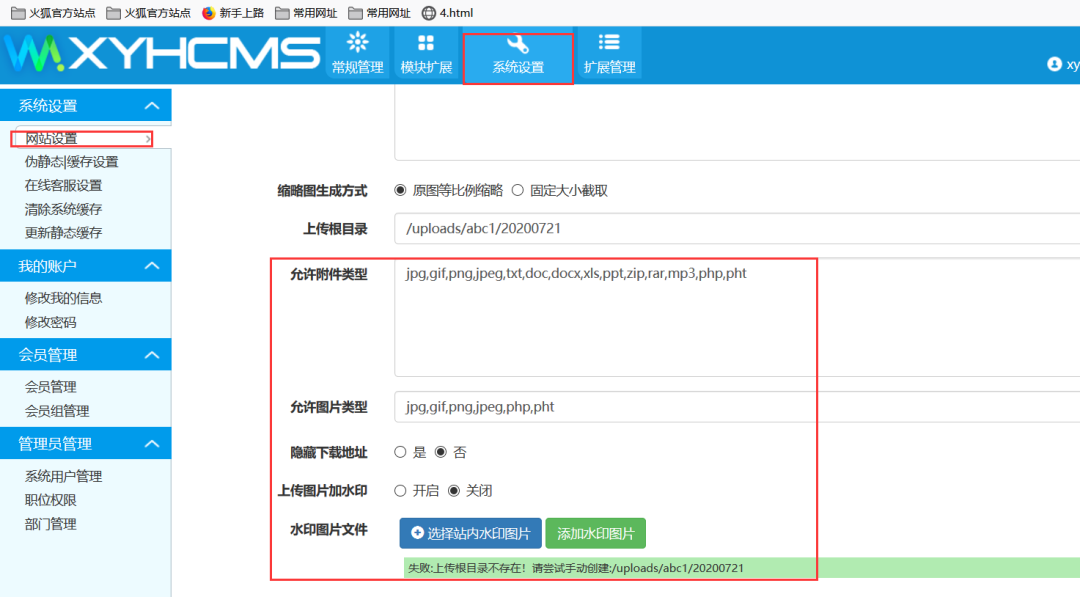 火狐官方站点 火狐官方站点 新手上路 常用网址 常用网址 4.html
XYHCMS 常规管理 模块扩展 系统设置 扩展管理 xy
系统设置
网站设置
伪静态|缓存设置
在线客服设置
清除系统缓存
更新静态缓存
我的账户
修改我的信息
修改密码
会员管理
会员管理
会员组管理
管理员管理
系统用户管理
职位权限
部门管理
缩略图生成方式 原图等比例缩略 固定大小截取
上传根目录 /uploads/abc1/20200721
允许附件类型 jpg,gif,png,jpeg,txt,doc,docx,xls,ppt,zip,rar,mp3,php,pht
允许图片类型 jpg,gif,png,jpeg,php,pht
隐藏下载地址 是 否
上传图片加水印 开启 关闭
水印图片文件 选择站内水印图片 添加水印图片
失败:上传根目录不存在！请尝试手动创建:/uploads/abc1/20200721